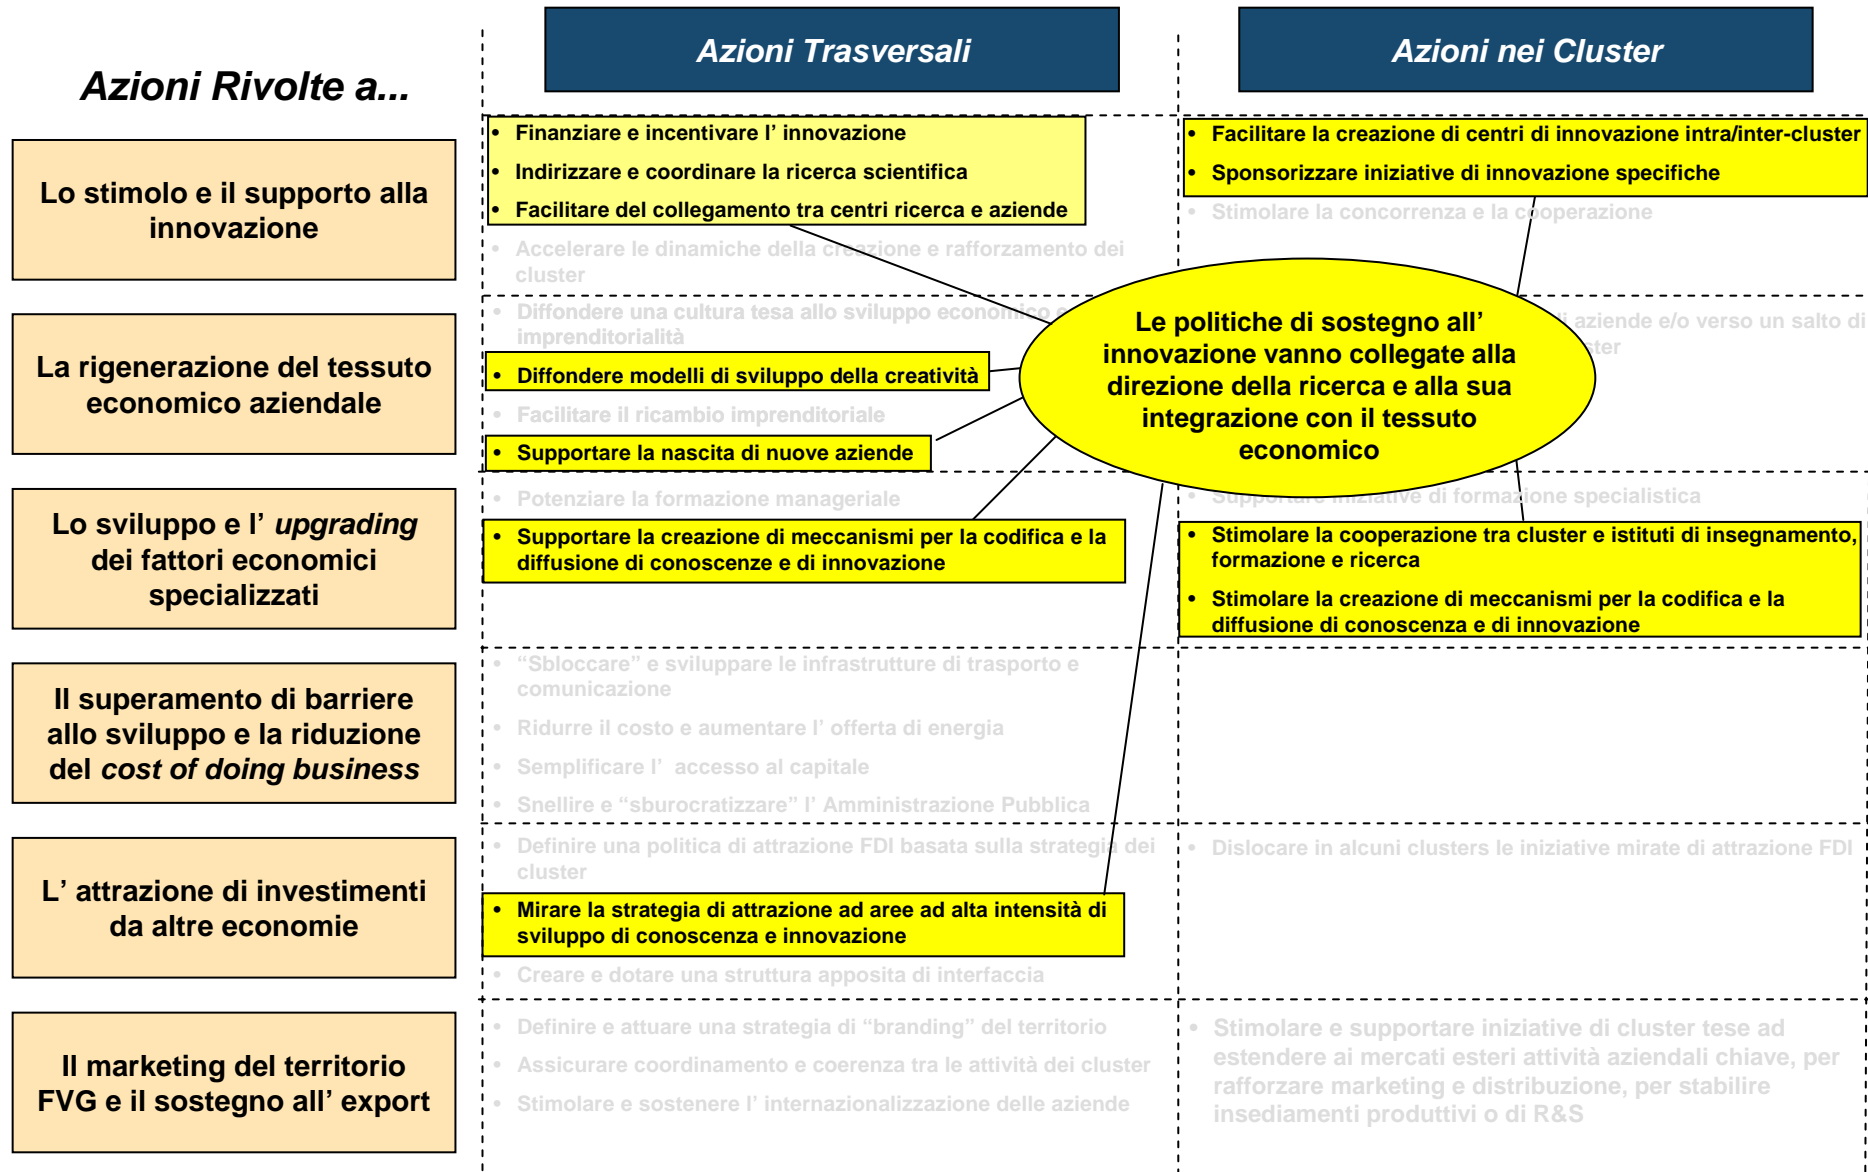 Azioni Rivolte a...
Azioni Trasversali
Azioni nei Cluster
Lo stimolo e il supporto alla
innovazione
• Finanziare e incentivare l’ innovazione
• Indirizzare e coordinare la ricerca scientifica
• Facilitare del collegamento tra centri ricerca e aziende
• Accelerare le dinamiche della creazione e rafforzamento dei
cluster
• Facilitare la creazione di centri di innovazione intra/inter-cluster
• Sponsorizzare iniziative di innovazione specifiche
• Stimolare la concorrenza e la cooperazione
Le politiche di sostegno all’
innovazione vanno collegate alla
direzione della ricerca e alla sua
integrazione con il tessuto
economico
La rigenerazione del tessuto
economico aziendale
• Diffondere una cultura tesa allo sviluppo economico e
imprenditorialità
• Diffondere modelli di sviluppo della creatività
• Facilitare il ricambio imprenditoriale
• Supportare la nascita di nuove aziende
aziende e/o verso un salto di
Lo sviluppo e l’ upgrading
dei fattori economici
specializzati
• Potenziare la formazione manageriale
• Supportare la creazione di meccanismi per la codifica e la
diffusione di conoscenze e di innovazione
• Supportare iniziative di formazione specialistica
• Stimolare la cooperazione tra cluster e istituti di insegnamento,
formazione e ricerca
• Stimolare la creazione di meccanismi per la codifica e la
diffusione di conoscenza e di innovazione
Il superamento di barriere
allo sviluppo e la riduzione
del cost of doing business
• “Sbloccare” e sviluppare le infrastrutture di trasporto e
comunicazione
• Ridurre il costo e aumentare l’ offerta di energia
• Semplificare l’ accesso al capitale
• Snellire e “sburocratizzare” l’ Amministrazione Pubblica
L’ attrazione di investimenti
da altre economie
• Definire una politica di attrazione FDI basata sulla strategia dei
cluster
• Mirare la strategia di attrazione ad aree ad alta intensità di
sviluppo di conoscenza e innovazione
• Creare e dotare una struttura apposita di interfaccia
• Dislocare in alcuni clusters le iniziative mirate di attrazione FDI
Il marketing del territorio
FVG e il sostegno all’ export
• Definire e attuare una strategia di “branding” del territorio
• Assicurare coordinamento e coerenza tra le attività dei cluster
• Stimolare e sostenere l’ internazionalizzazione delle aziende
• Stimolare e supportare iniziative di cluster tese ad
estendere ai mercati esteri attività aziendali chiave, per
rafforzare marketing e distribuzione, per stabilire
insediamenti produttivi o di R&S